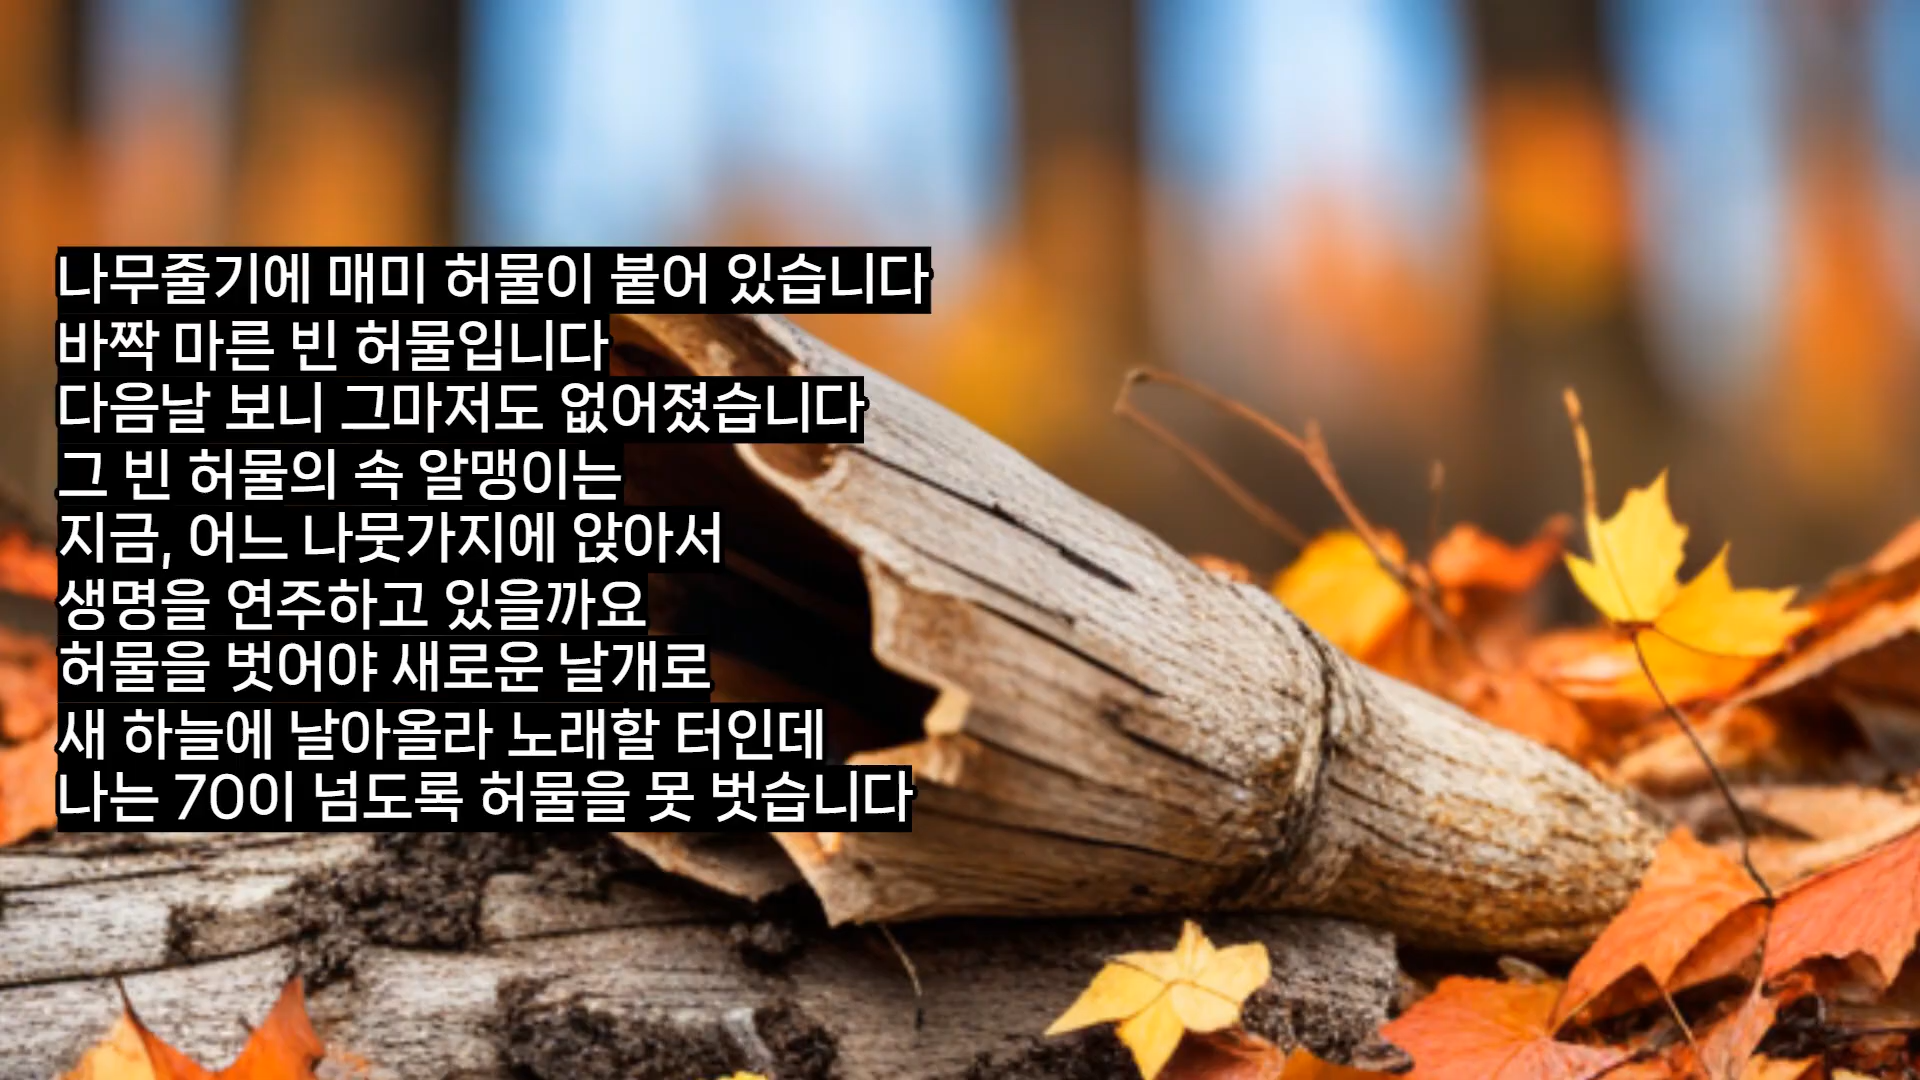 나무줄기에 매미 허물이 붙어 있습니다
바짝 마른 빈 허물입니다
다음날 보니 그마저도 없어졌습니다
그 빈 허물의 속 알맹이는
지금, 어느 나뭇가지에 앉아서
생명을 연주하고 있을까요
허물을 벗어야 새로운 날개로
새 하늘에 날아올라 노래할 터인데
나는 70이 넘도록 허물을 못 벗습니다